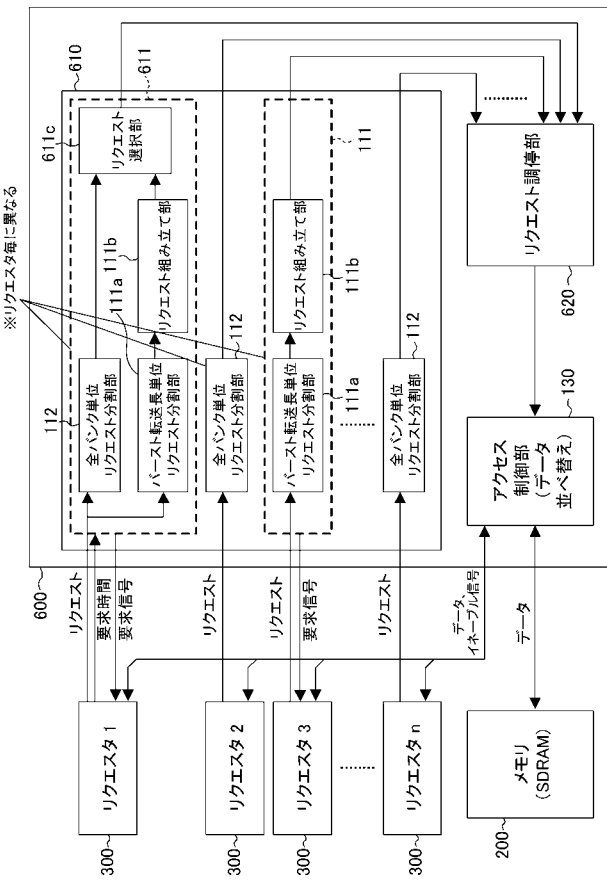 ※リクエスタ毎に異なる
600
610
611
611c
リクエスト
選択部
112
全バンク単位
リクエスト分割部
111a
バースト転送長単位
リクエスト分割部
111b
リクエスト組み立て部
リクエスト
要求時間
要求信号
リクエスタ 1
300
112
全バンク単位
リクエスト分割部
リクエスト
リクエスタ 2
300
111
111a
バースト転送長単位
リクエスト分割部
111b
リクエスト組み立て部
リクエスト
要求信号
リクエスタ 3
300
112
全バンク単位
リクエスト分割部
リクエスト
リクエスタ n
300
データ、
イネーブル信号
データ
メモリ
(SDRAM)
200
アクセス
制御部
(データ
並べ替え)
130
リクエスト調停部
620